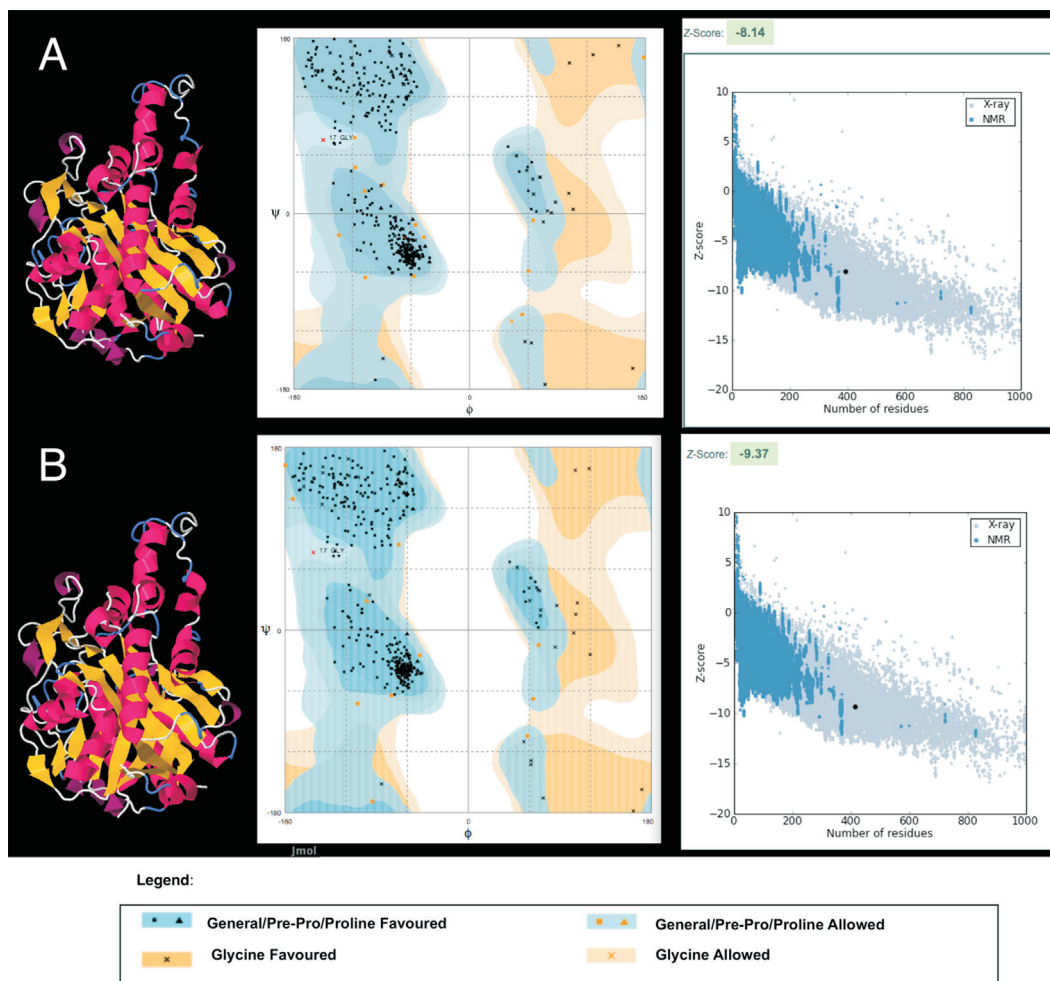 A
180
17 GLY
ψ
0
-180
-180
0
180
ϕ
Z-Score: -8.14
10
5
0
−5
−10
−15
−20
Z-score
X-ray
NMR
0
200
400
600
800
1000
Number of residues
B
180
17 GLY
ψ
0
-180
-180
0
180
ϕ
Jmol
Z-Score: -9.37
10
5
0
−5
−10
−15
−20
Z-score
X-ray
NMR
0
200
400
600
800
1000
Number of residues
Legend:
General/Pre-Pro/Proline Favoured
General/Pre-Pro/Proline Allowed
Glycine Favoured
Glycine Allowed